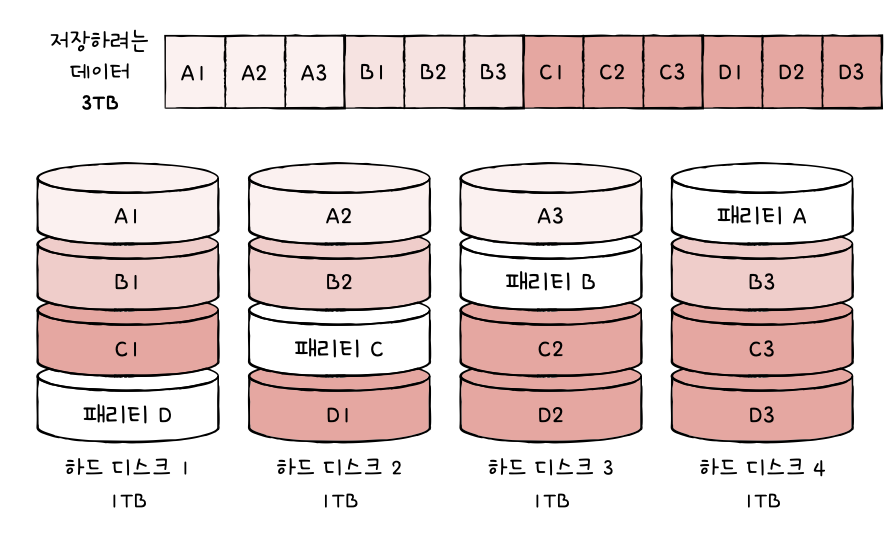 저장하려는
데이터
3TB
A1 A2 A3 B1 B2 B3 C1 C2 C3 D1 D2 D3
A1 A2 A3 패리티 A
B1 B2 패리티 B B3
C1 패리티 C C2 C3
패리티 D D1 D2 D3
하드 디스크 1 하드 디스크 2 하드 디스크 3 하드 디스크 4
1TB 1TB 1TB 1TB